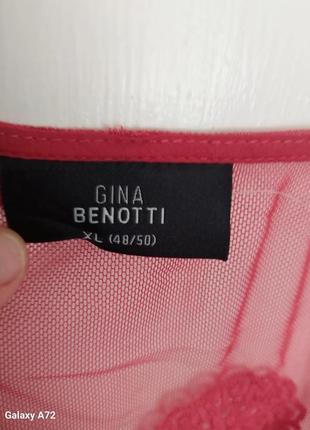 GINA
BENOTTI
XL (48/50)
Galaxy A72